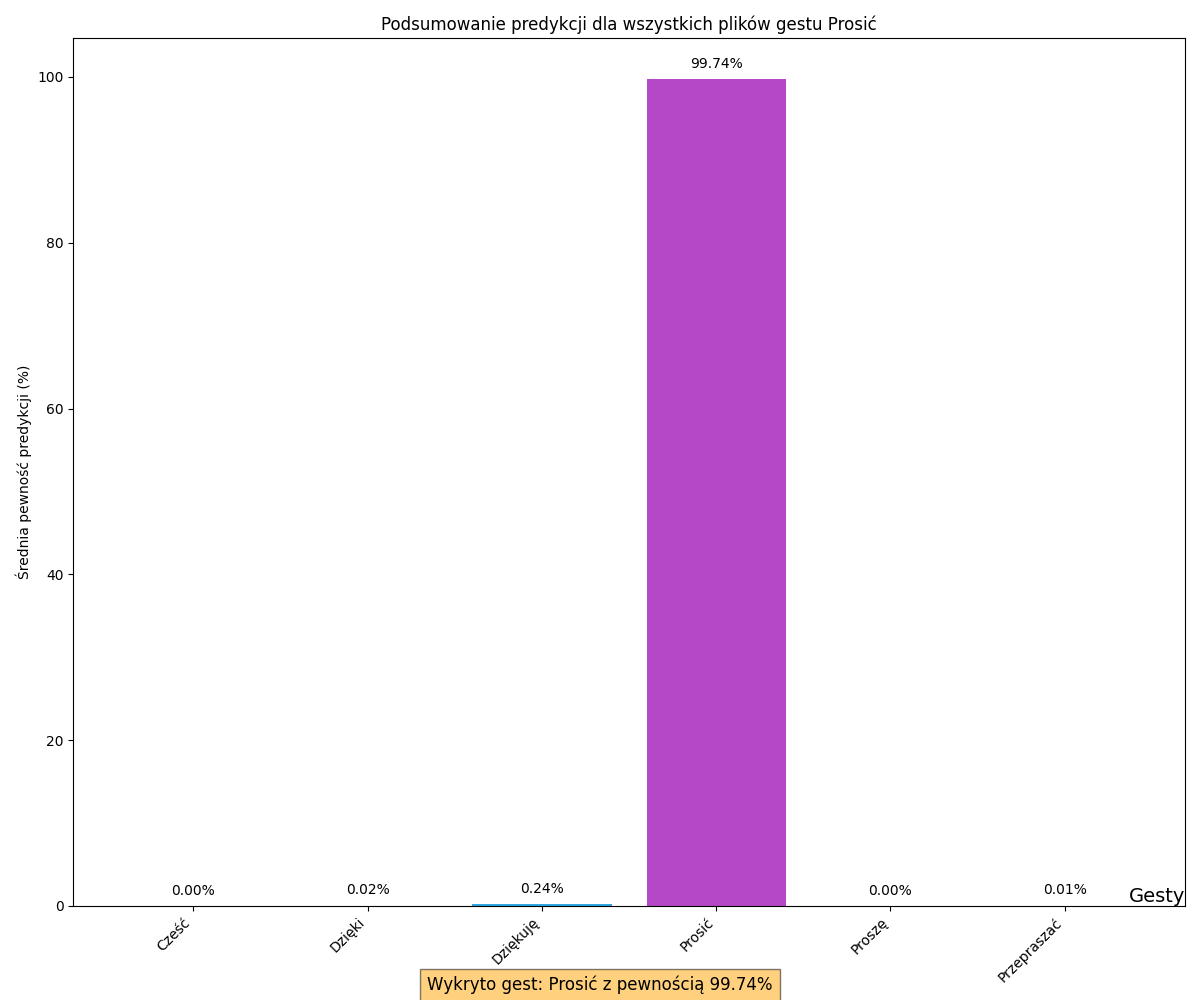 Podsumowanie predykcji dla wszystkich plików gestu Prosić
Średnia pewność predykcji (%)
100
80
60
40
20
0
0.00%
0.02%
0.24%
99.74%
0.00%
0.01%
Gesty
Cześć
Dzięki
Dziękuję
Prosić
Proszę
Przepraszać
Wykryto gest: Prosić z pewnością 99.74%